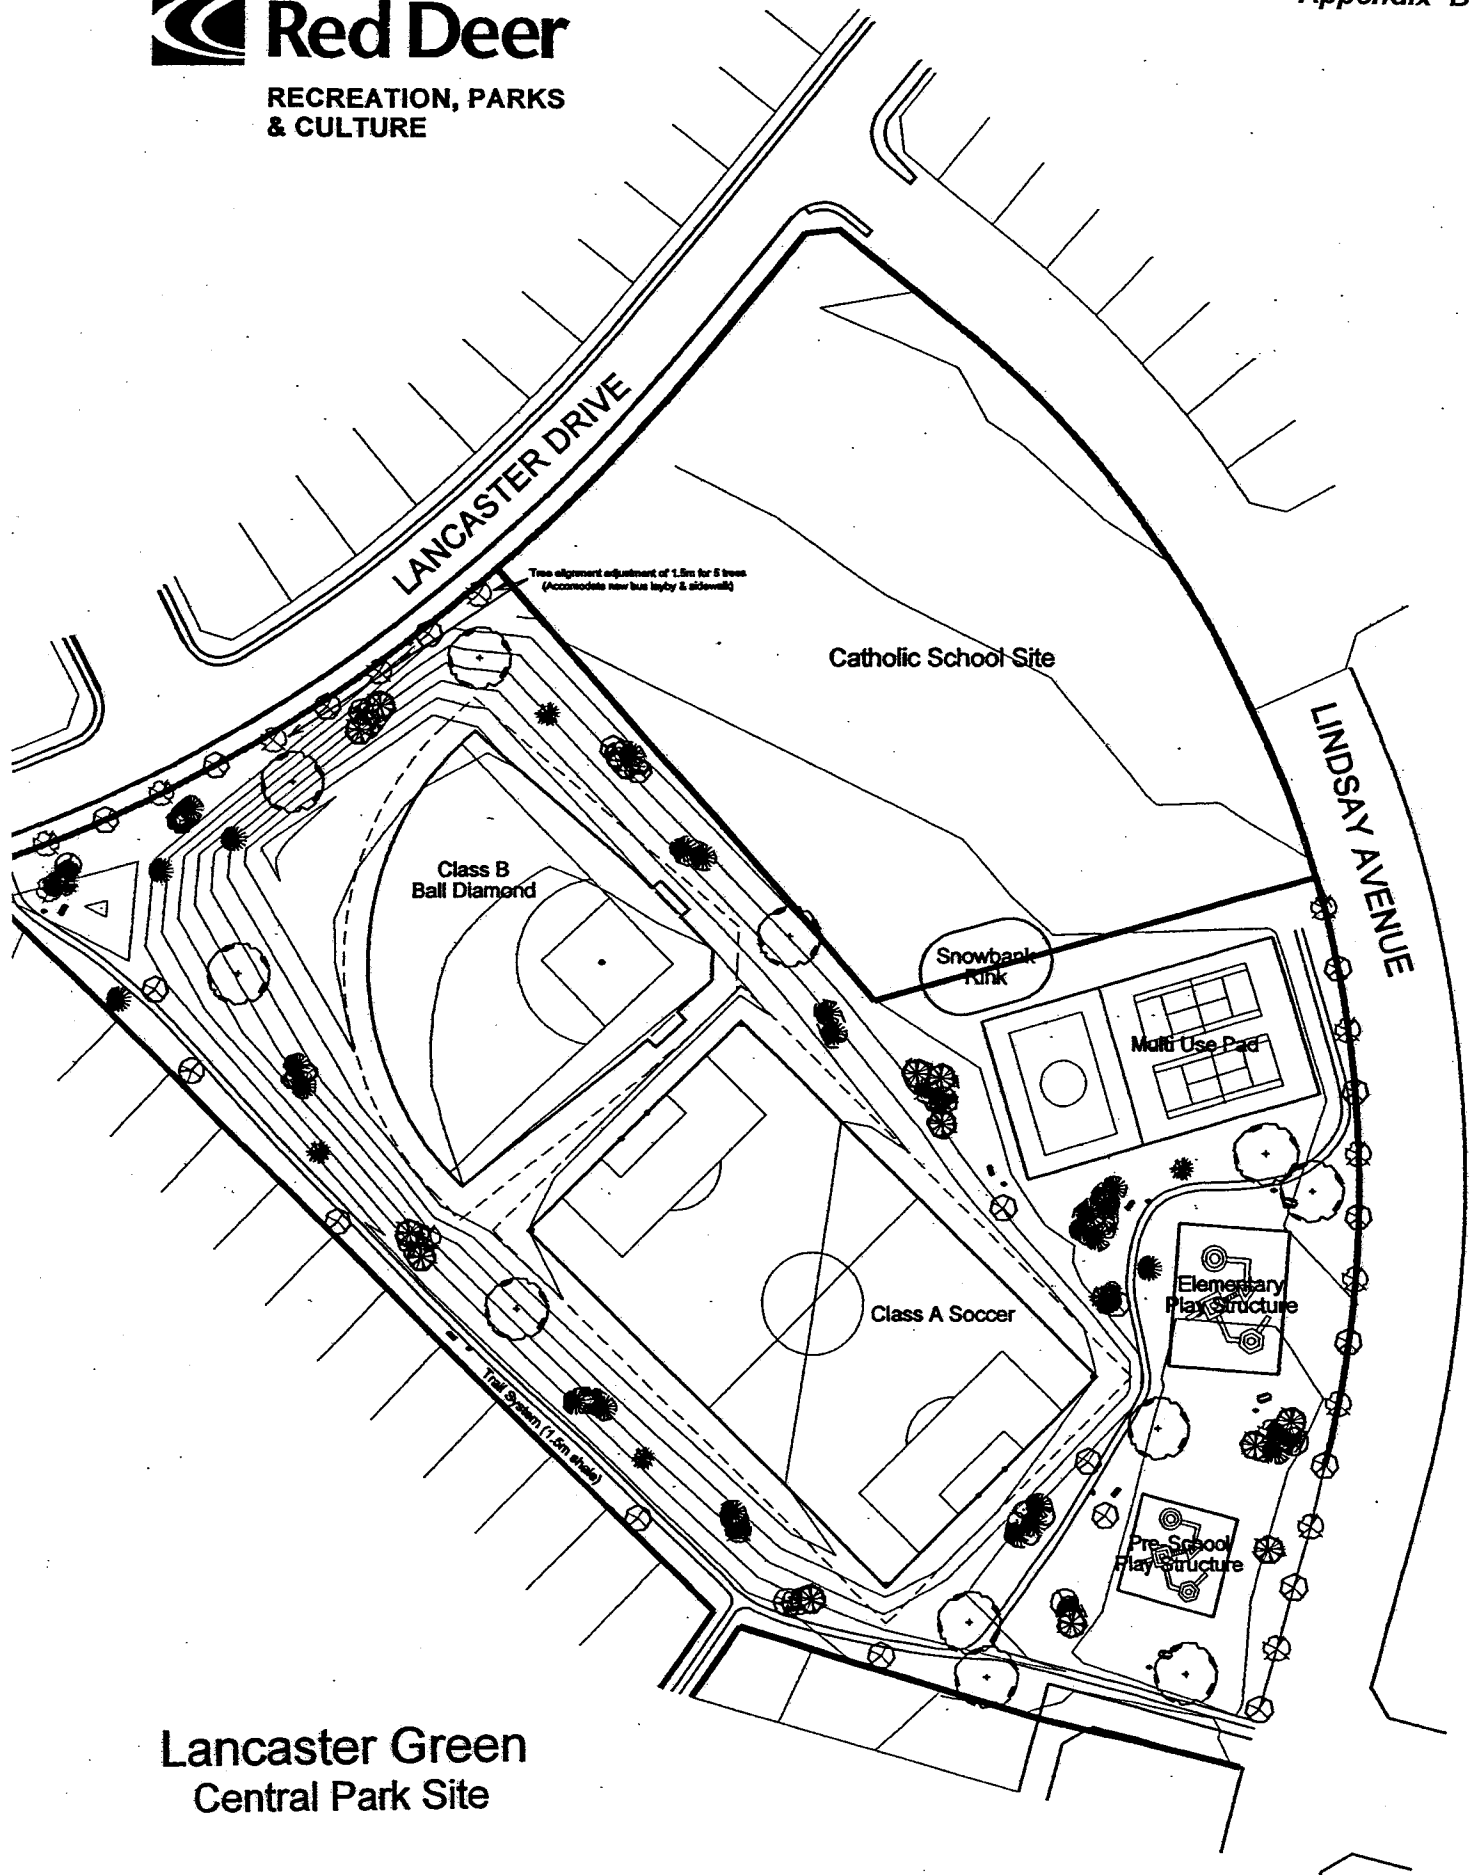 Appendix "B
Red Deer
RECREATION, PARKS
& CULTURE
LANCASTER DRIVE
Tree alignment adjustment of 1.5m for 5 trees
(Accomodate new bus layby & sidewalk)
Catholic School Site
LINDSAY AVENUE
Class B
Ball Diamond
Snowbank
Rink
Multi Use Pad
Elementary
Play Structure
Class A Soccer
Trail System (1.5m shale)
Pre-School
Play Structure
Lancaster Green
Central Park Site